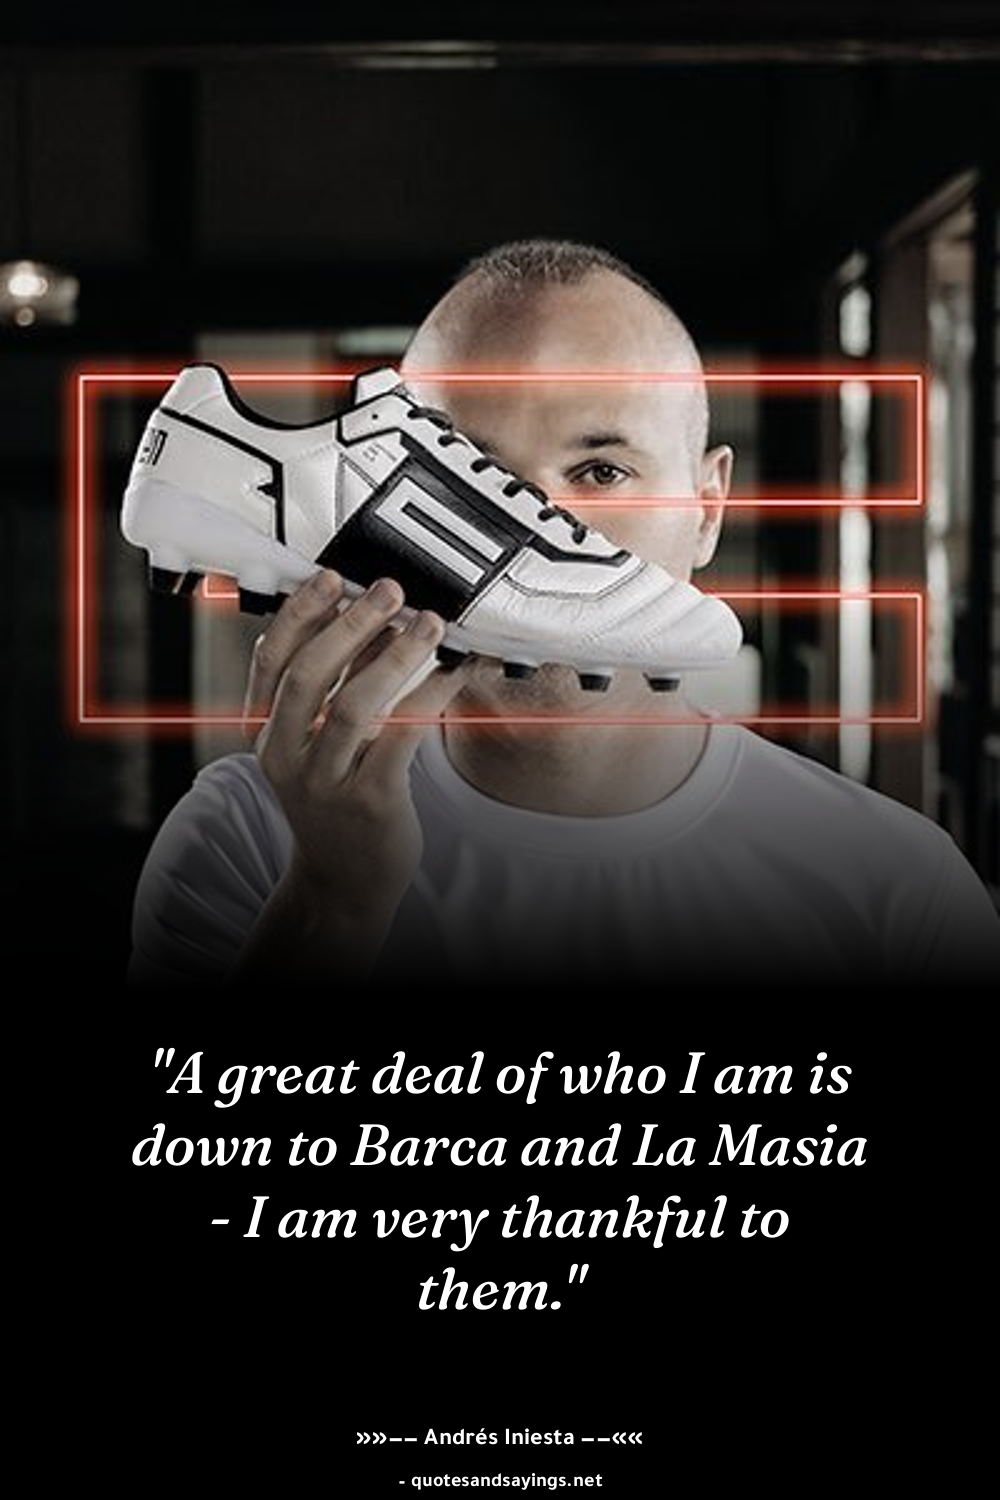 "A great deal of who I am is
down to Barca and La Masia
- I am very thankful to
them."
»»−− Andrés Iniesta −−««
- quotesandsayings.net